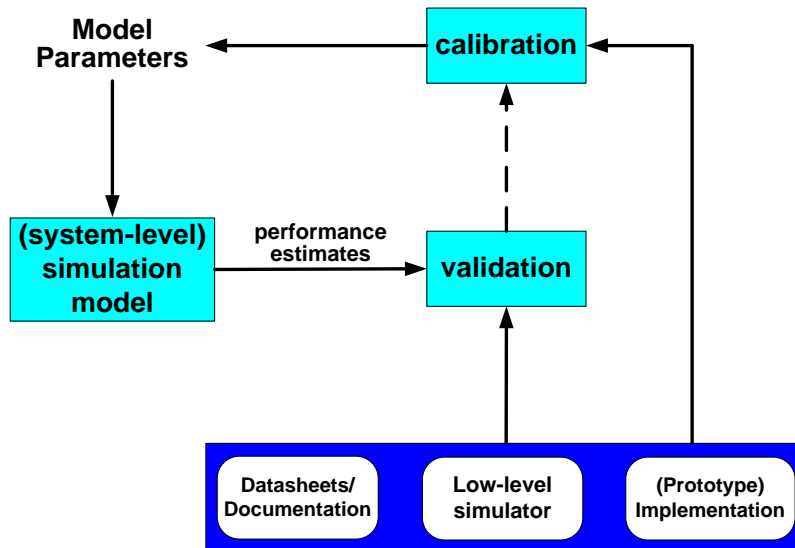 Model
Parameters
calibration
(system-level)
simulation
model
performance
estimates
validation
Datasheets/
Documentation
Low-level
simulator
(Prototype)
Implementation